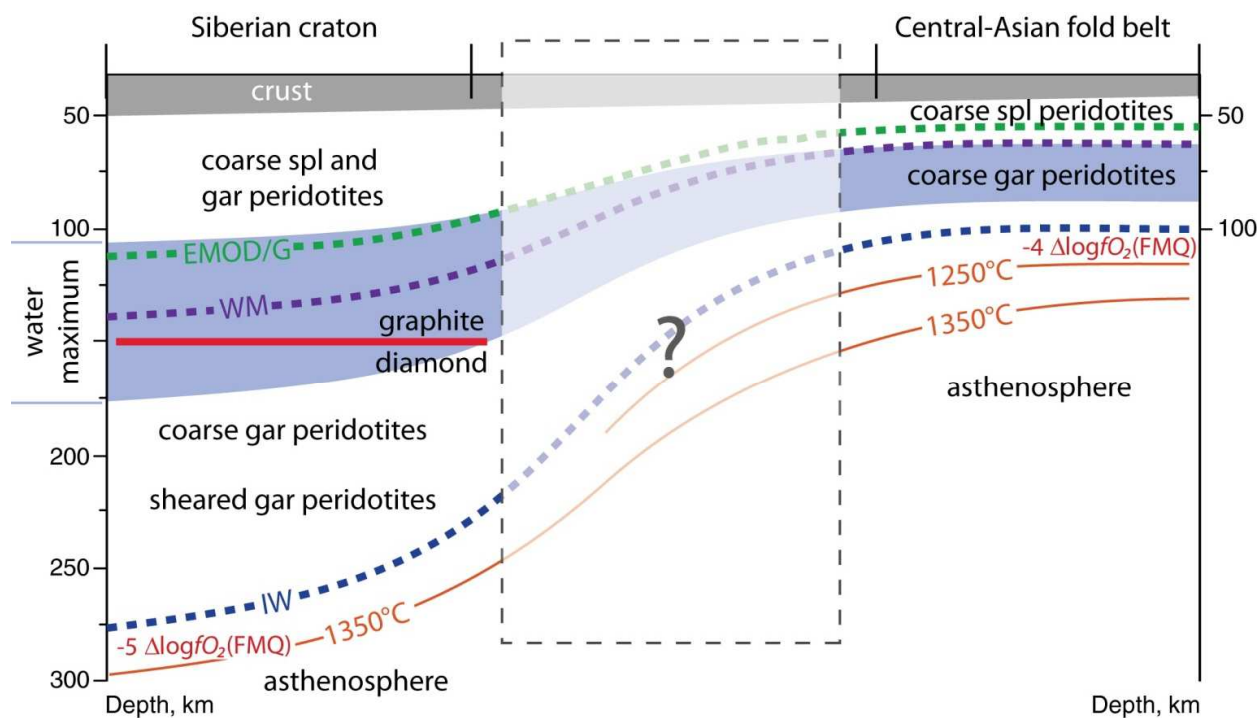 Siberian craton
Central-Asian fold belt
crust
50
50
coarse spl peridotites
coarse spl and
gar peridotites
coarse gar peridotites
100
100
EMOD/G
-4 ΔlogfO₂(FMQ)
1250°C
WM
water
maximum
graphite
1350°C
diamond
?
asthenosphere
coarse gar peridotites
200
sheared gar peridotites
250
IW
1350°C
-5 ΔlogfO₂(FMQ)
300
asthenosphere
Depth, km
Depth, km